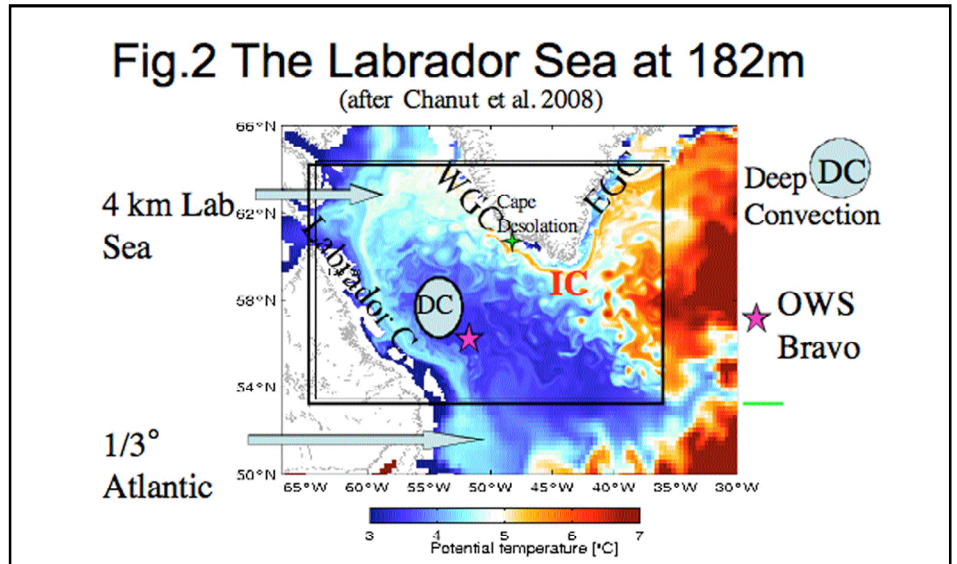 Fig.2 The Labrador Sea at 182m
(after Chanut et al. 2008)
66°N
62°N
58°N
54°N
50°N
65°W
60°W
55°W
50°W
45°W
40°W
35°W
30°W
4 km Lab
Sea
1/3°
Atlantic
WGC
Cape
Desolation
EGC
Labrador C
IC
DC
Deep DC
Convection
OWS
Bravo
3 4 5 6 7
Potential temperature [°C]